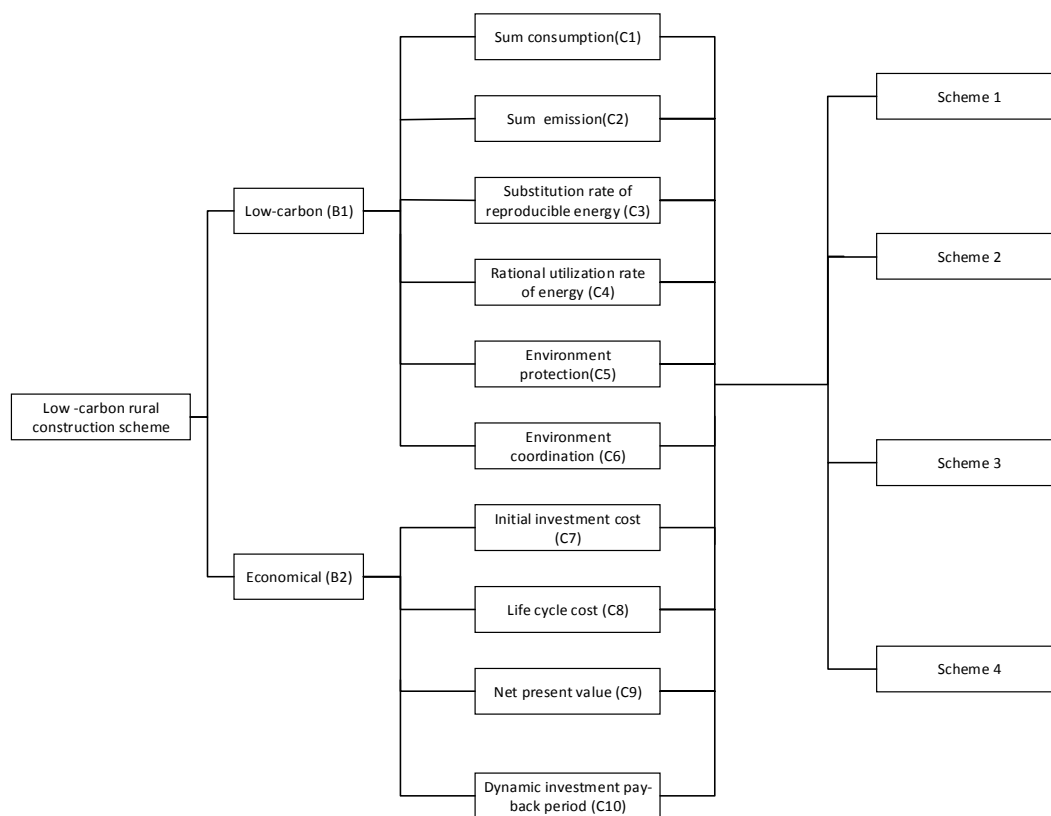 Low -carbon rural
construction scheme
Low-carbon (B1)
Economical (B2)
Sum consumption(C1)
Sum emission(C2)
Substitution rate of
reproducible energy (C3)
Rational utilization rate
of energy (C4)
Environment
protection(C5)
Environment
coordination (C6)
Initial investment cost
(C7)
Life cycle cost (C8)
Net present value (C9)
Dynamic investment pay-
back period (C10)
Scheme 1
Scheme 2
Scheme 3
Scheme 4